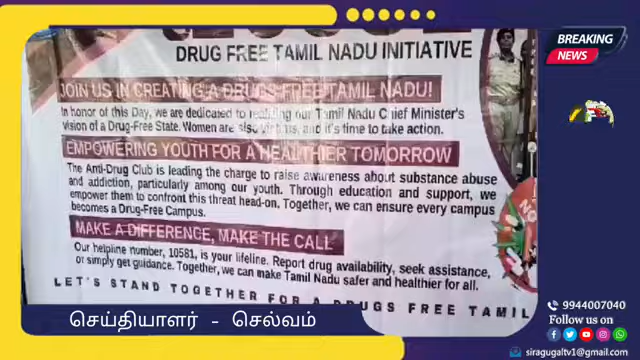 DRUG FREE TAMIL NADU INITIATIVE
JOIN US IN CREATING A DRUGS FREE TAMIL NADU!
In honor of this Day, we are dedicated to realizing our Tamil Nadu Chief Minister's
vision of a Drug-Free State. Women are also victims, and it's time to take action.
EMPOWERING YOUTH FOR A HEALTHIER TOMORROW
The Anti-Drug Club is leading the charge to raise awareness about substance abuse
and addiction, particularly among our youth. Through education and support, we
empower them to confront this threat head-on. Together, we can ensure every campus
becomes a Drug-Free Campus.
MAKE A DIFFERENCE, MAKE THE CALL
Our helpline number, 10581, is your lifeline. Report drug availability, seek assistance,
or simply get guidance. Together, we can make Tamil Nadu safer and healthier for all.
LET'S STAND TOGETHER FOR A DRUGS FREE TAMIL
NO
BREAKING
NEWS
செய்தியாளர் - செல்வம்
9944007040
Follow us on
siragugaltv1@gmail.com